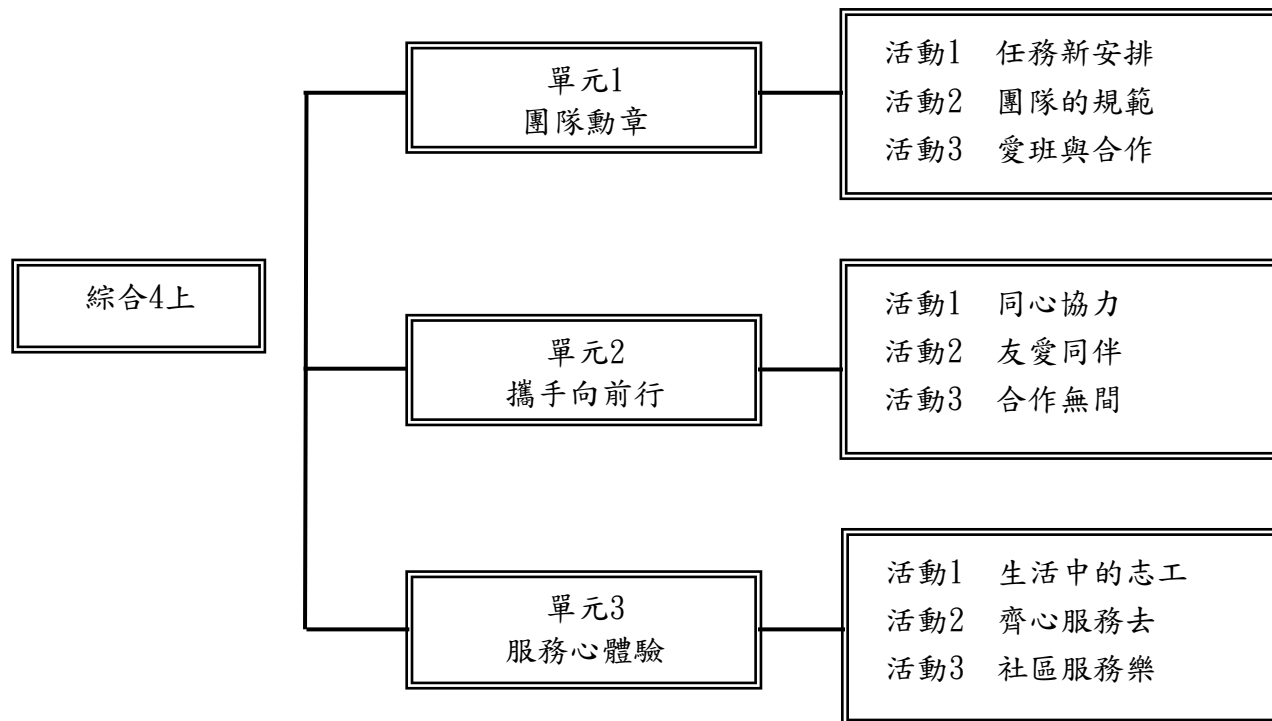 綜合4上
單元1
團隊勳章
活動1　任務新安排
活動2　團隊的規範
活動3　愛班與合作
單元2
攜手向前行
活動1　同心協力
活動2　友愛同伴
活動3　合作無間
單元3
服務心體驗
活動1　生活中的志工
活動2　齊心服務去
活動3　社區服務樂